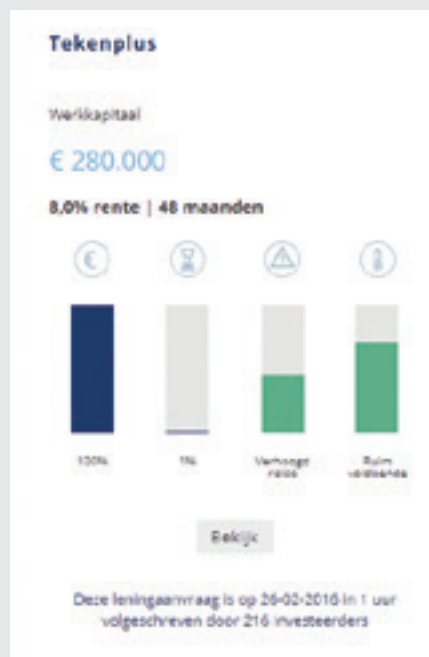 Tekenplus
Werkkapitaal
€ 280.000
8,0% rente | 48 maanden
€
100%
1%
Verhoogd
risico
Ruim
voldoende
Bekijk
Deze leningaanvraag is op 26-02-2016 in 1 uur
volgeschreven door 216 investeerders